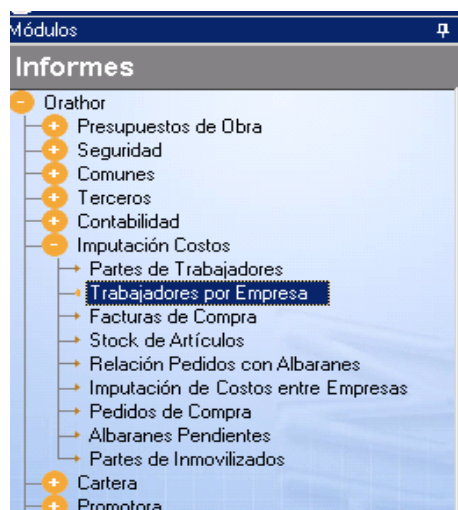 Módulos
Informes
Orathor
Presupuestos de Obra
Seguridad
Comunes
Terceros
Contabilidad
Imputación Costos
Partes de Trabajadores
Trabajadores por Empresa
Facturas de Compra
Stock de Artículos
Relación Pedidos con Albaranes
Imputación de Costos entre Empresas
Pedidos de Compra
Albaranes Pendientes
Partes de Inmovilizados
Cartera
Promotora